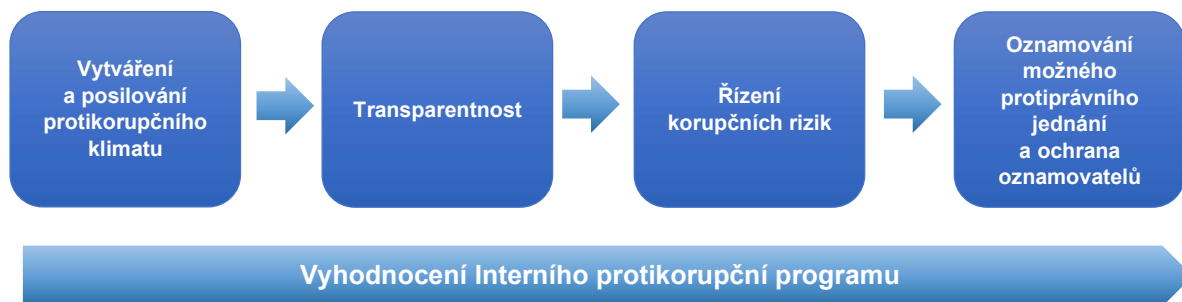 Vytváření
a posilování
protikorupčního
klimatu
Transparentnost
Řízení
korupčních rizik
Oznamování
možného
protiprávního
jednání
a ochrana
oznamovatelů
Vyhodnocení Interního protikorupční programu